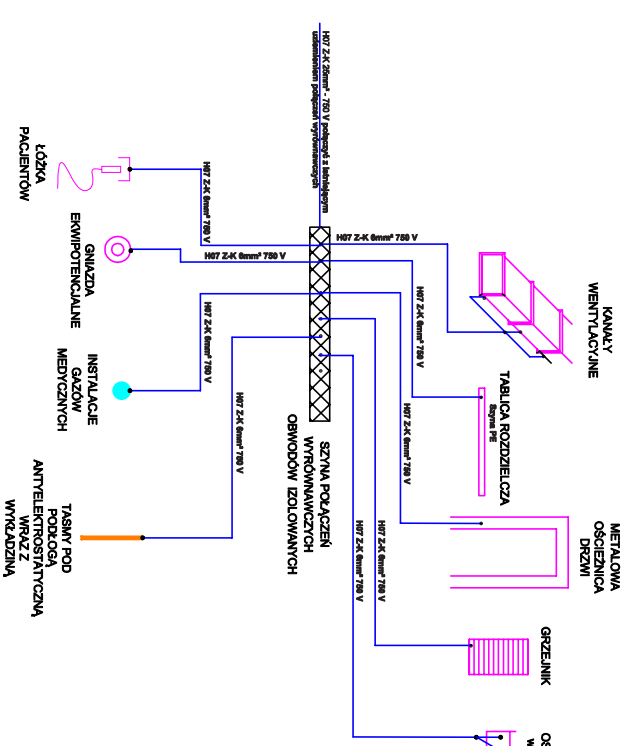 H07 Z-K 25mm² - 750 V połączyć z istniejącym
uziemieniem połączeń wyrównawczych
KANAŁY
WENTYLACYJNE
TABLICA ROZDZIELCZA
Szyna PE
METALOWA
OŚCIEŻNICA
DRZWI
GRZEJNIK
OS
H07 Z-K 6mm² 750 V
H07 Z-K 6mm² 750 V
H07 Z-K 6mm² 750 V
H07 Z-K 6mm² 750 V
H07 Z-K 6mm² 750 V
SZYNA POŁĄCZEŃ
WYRÓWNAWCZYCH
OBWODÓW IZOLOWANYCH
H07 Z-K 6mm² 750 V
H07 Z-K 6mm² 750 V
H07 Z-K 6mm² 750 V
H07 Z-K 6mm² 750 V
ŁÓŻKA
PACJENTÓW
GNIAZDA
EKWIPOTENCJALNE
INSTALACJE
GAZÓW
MEDYCZNYCH
TASMY POD
PODŁOGĄ
ANTYELEKTROSTATYCZNĄ
WRAZ Z
WYKŁADZINĄ